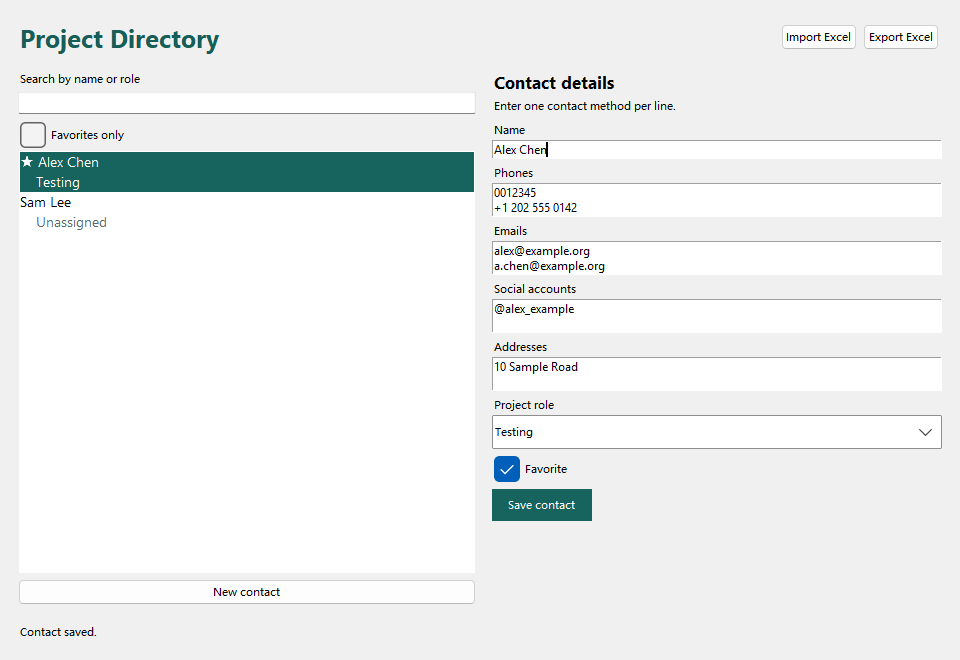 Project Directory
Import Excel
Export Excel
Search by name or role
Favorites only
★ Alex Chen
Testing
Sam Lee
Unassigned
New contact
Contact saved.
Contact details
Enter one contact method per line.
Name
Alex Chen
Phones
0012345
+1 202 555 0142
Emails
alex@example.org
a.chen@example.org
Social accounts
@alex_example
Addresses
10 Sample Road
Project role
Testing
Favorite
Save contact